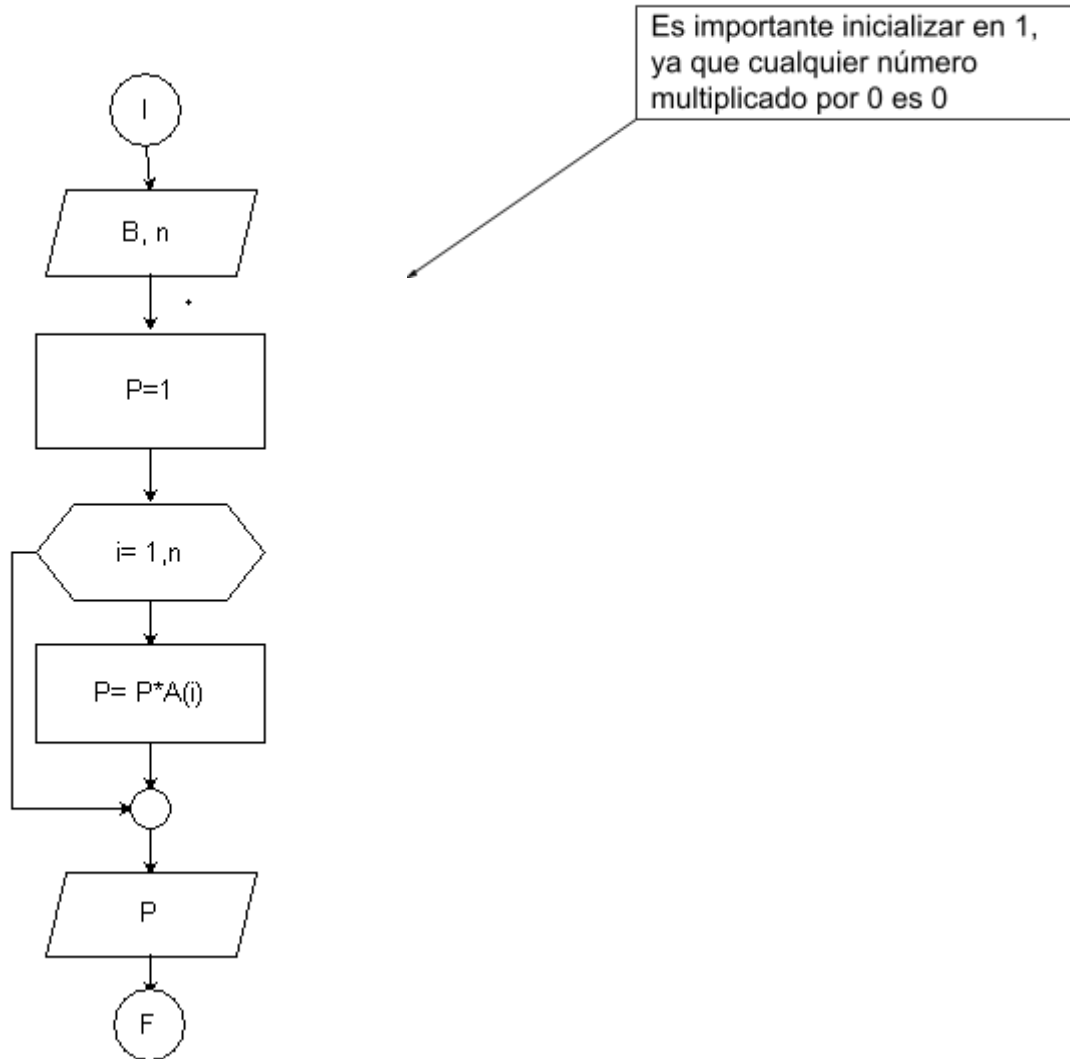 Es importante inicializar en 1,
ya que cualquier número
multiplicado por 0 es 0
I
B, n
P=1
i= 1,n
P= P*A(i)
P
F